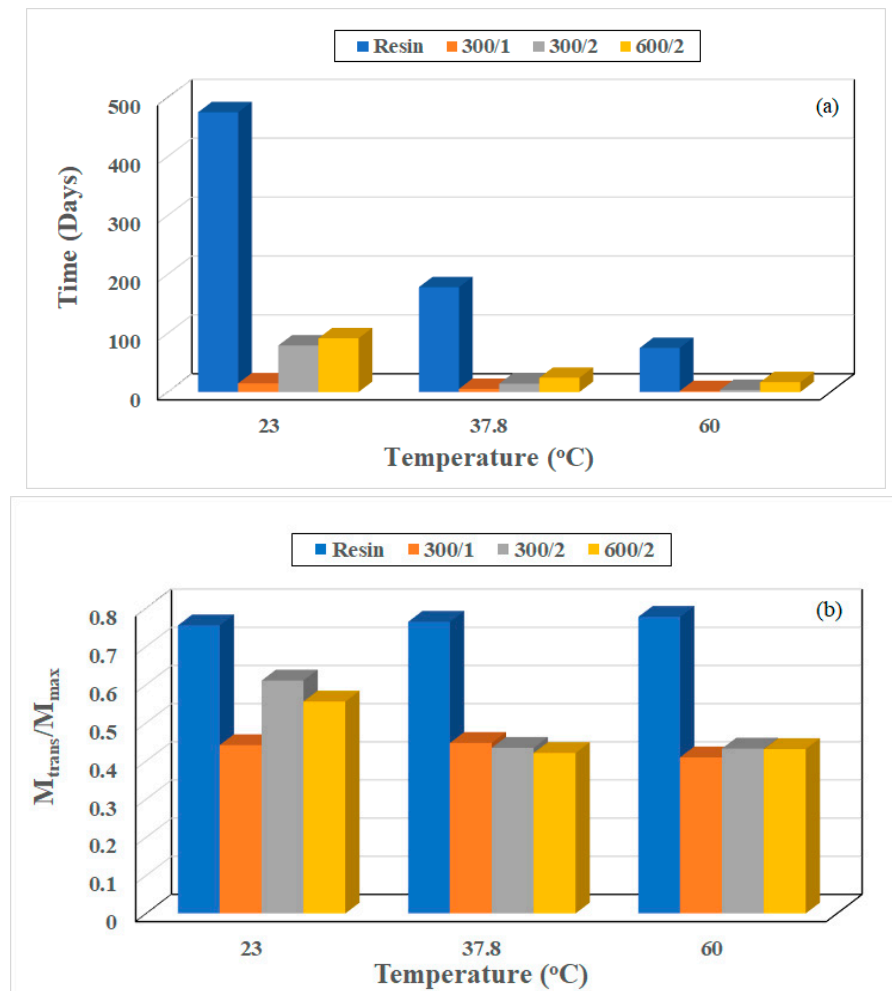 Resin 300/1 300/2 600/2
(a)
500
400
300
200
100
0
Time (Days)
23 37.8 60
Temperature (oC)
Resin 300/1 300/2 600/2
(b)
0.8
0.7
0.6
0.5
0.4
0.3
0.2
0.1
0
Mtrans/Mmax
23 37.8 60
Temperature (oC)